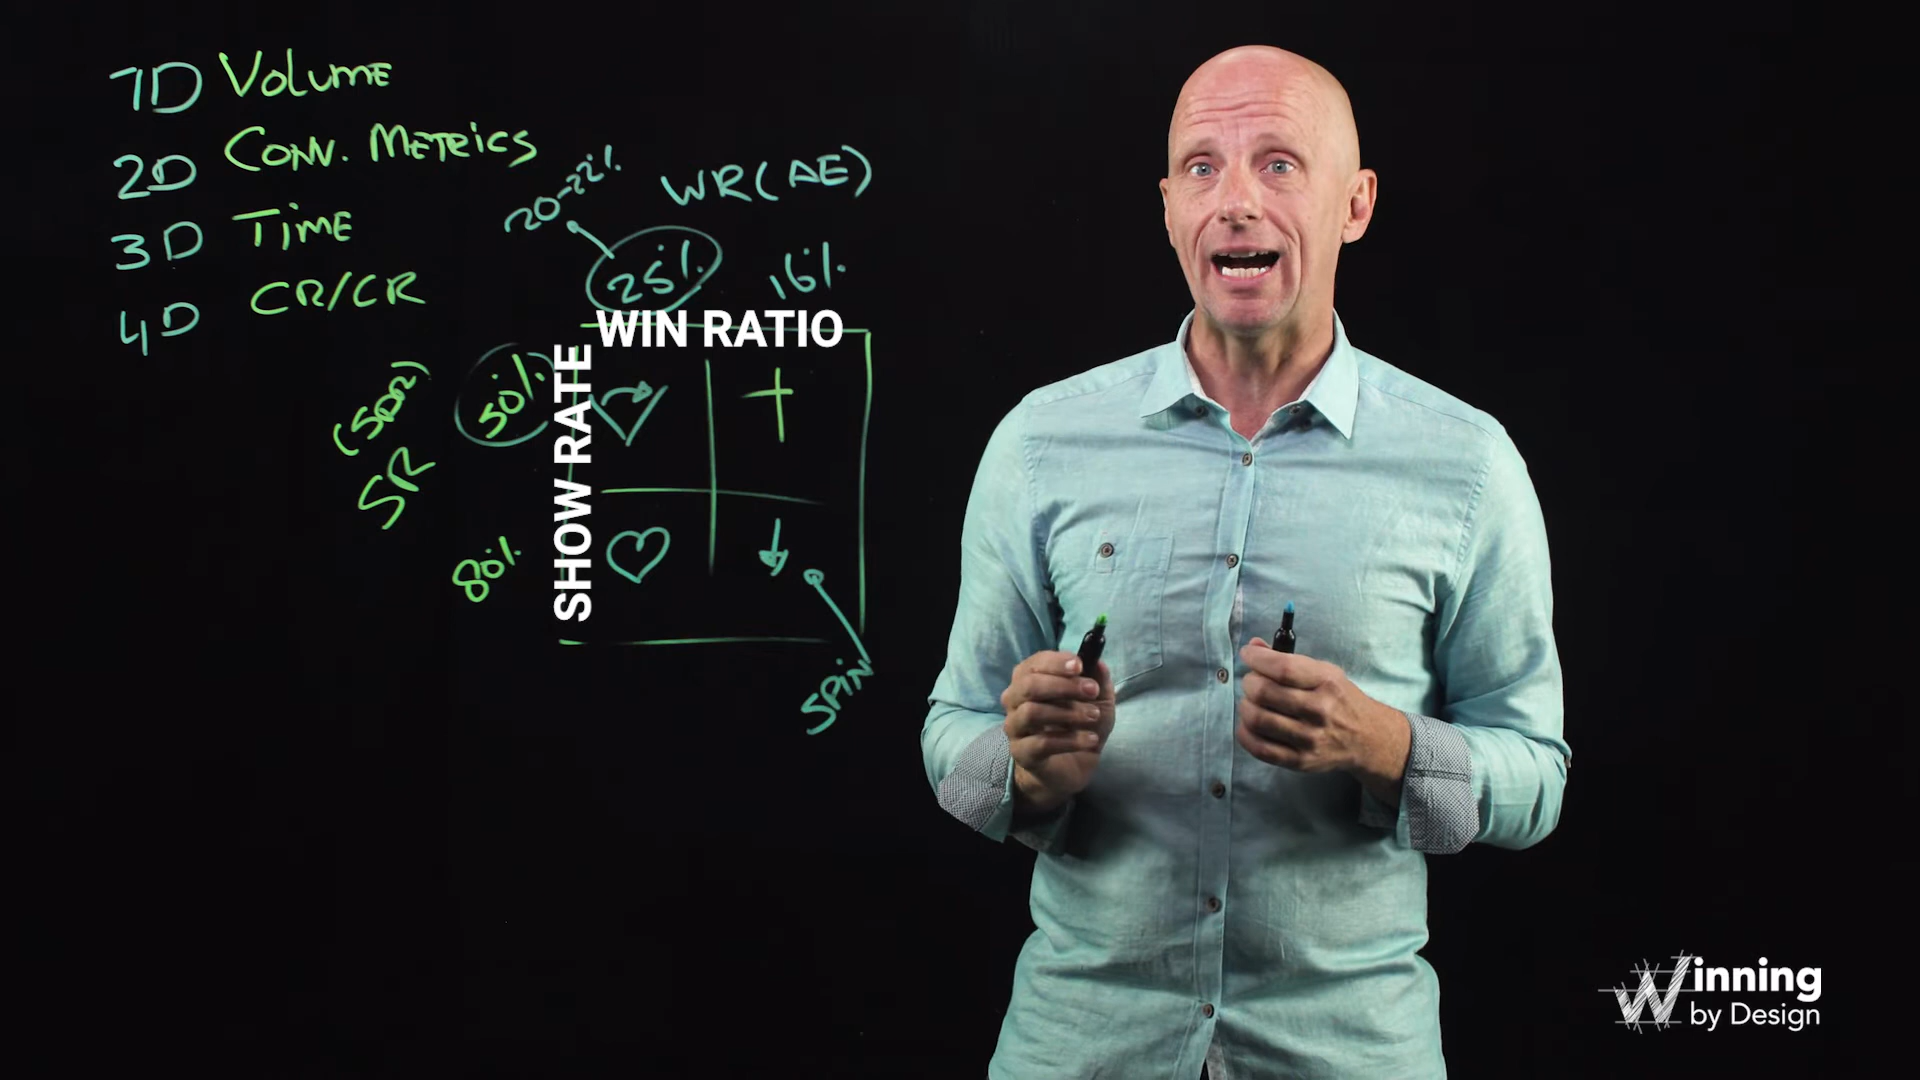 1D Volume
2D Conv. Metrics
3D Time
4D CR/CR
20-22%
WR(AE)
25%
16%
WIN RATIO
SHOW RATE
(SDR)
SR
50%
80%
SPIN
Winning
by Design